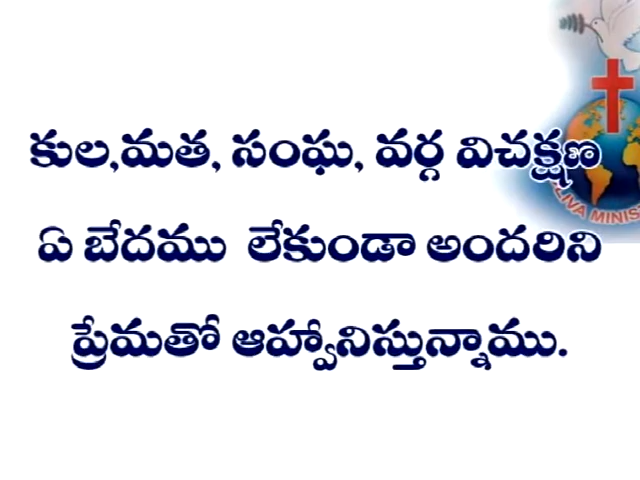 కుల,మత, సంఘ, వర్గ విచక్షణ
ఏ బేదము లేకుండా అందరిని
ప్రేమతో ఆహ్వానిస్తున్నాము.